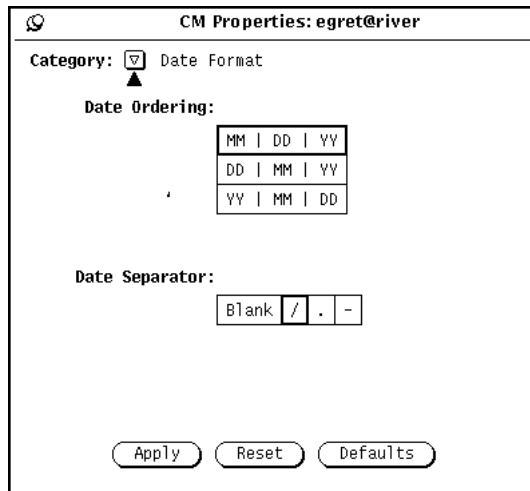 CM Properties: egret@river
Category: Date Format
Date Ordering:
MM | DD | YY
DD | MM | YY
YY | MM | DD
Date Separator:
Blank / . -
Apply Reset Defaults